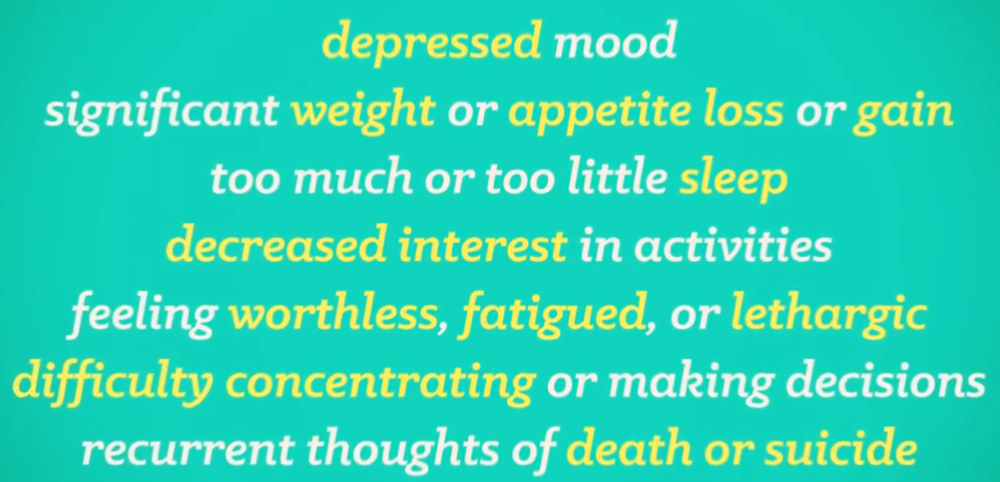 depressed mood
significant weight or appetite loss or gain
too much or too little sleep
decreased interest in activities
feeling worthless, fatigued, or lethargic
difficulty concentrating or making decisions
recurrent thoughts of death or suicide